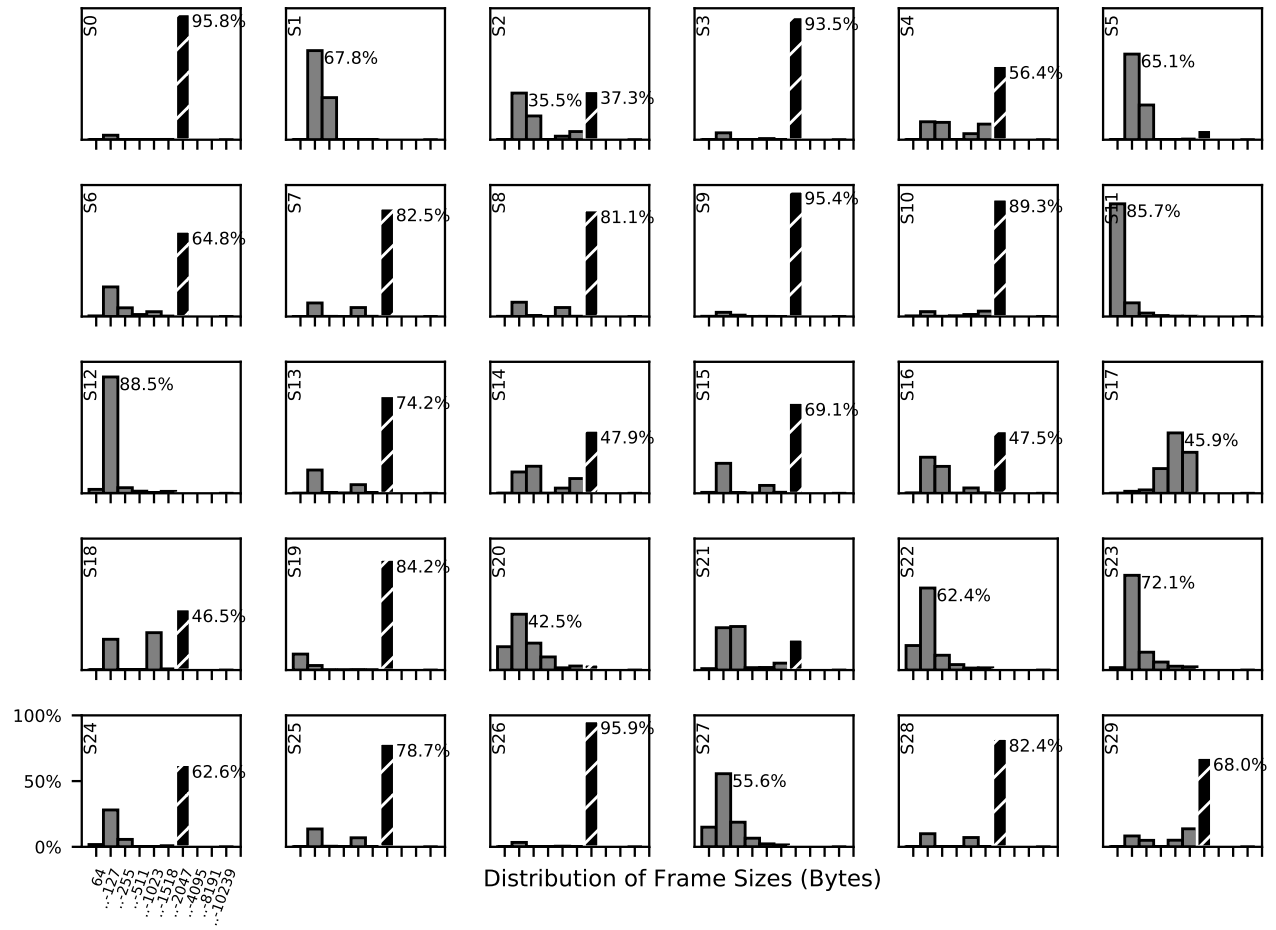 S0 95.8%
S1 67.8%
S2 35.5% 37.3%
S3 93.5%
S4 56.4%
S5 65.1%
S6 64.8%
S7 82.5%
S8 81.1%
S9 95.4%
S10 89.3%
S11 85.7%
S12 88.5%
S13 74.2%
S14 47.9%
S15 69.1%
S16 47.5%
S17 45.9%
S18 46.5%
S19 84.2%
S20 42.5%
S21
S22 62.4%
S23 72.1%
100%
50%
0%
S24 62.6%
S25 78.7%
S26 95.9%
S27 55.6%
S28 82.4%
S29 68.0%
64
...-127
...-255
...-511
...-1023
...-1518
...-2047
...-4095
...-8191
...-10239
Distribution of Frame Sizes (Bytes)